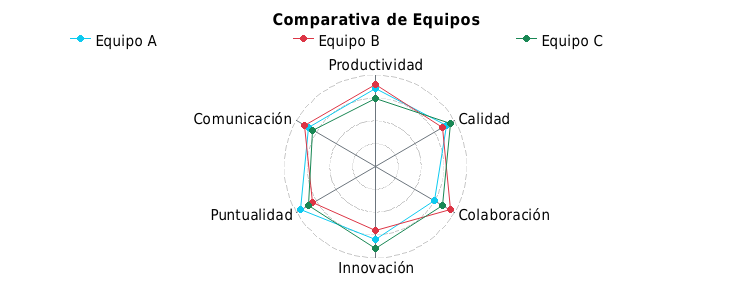 Comparativa de Equipos
Equipo A
Equipo B
Equipo C
Productividad
Comunicación
Calidad
Puntualidad
Colaboración
Innovación